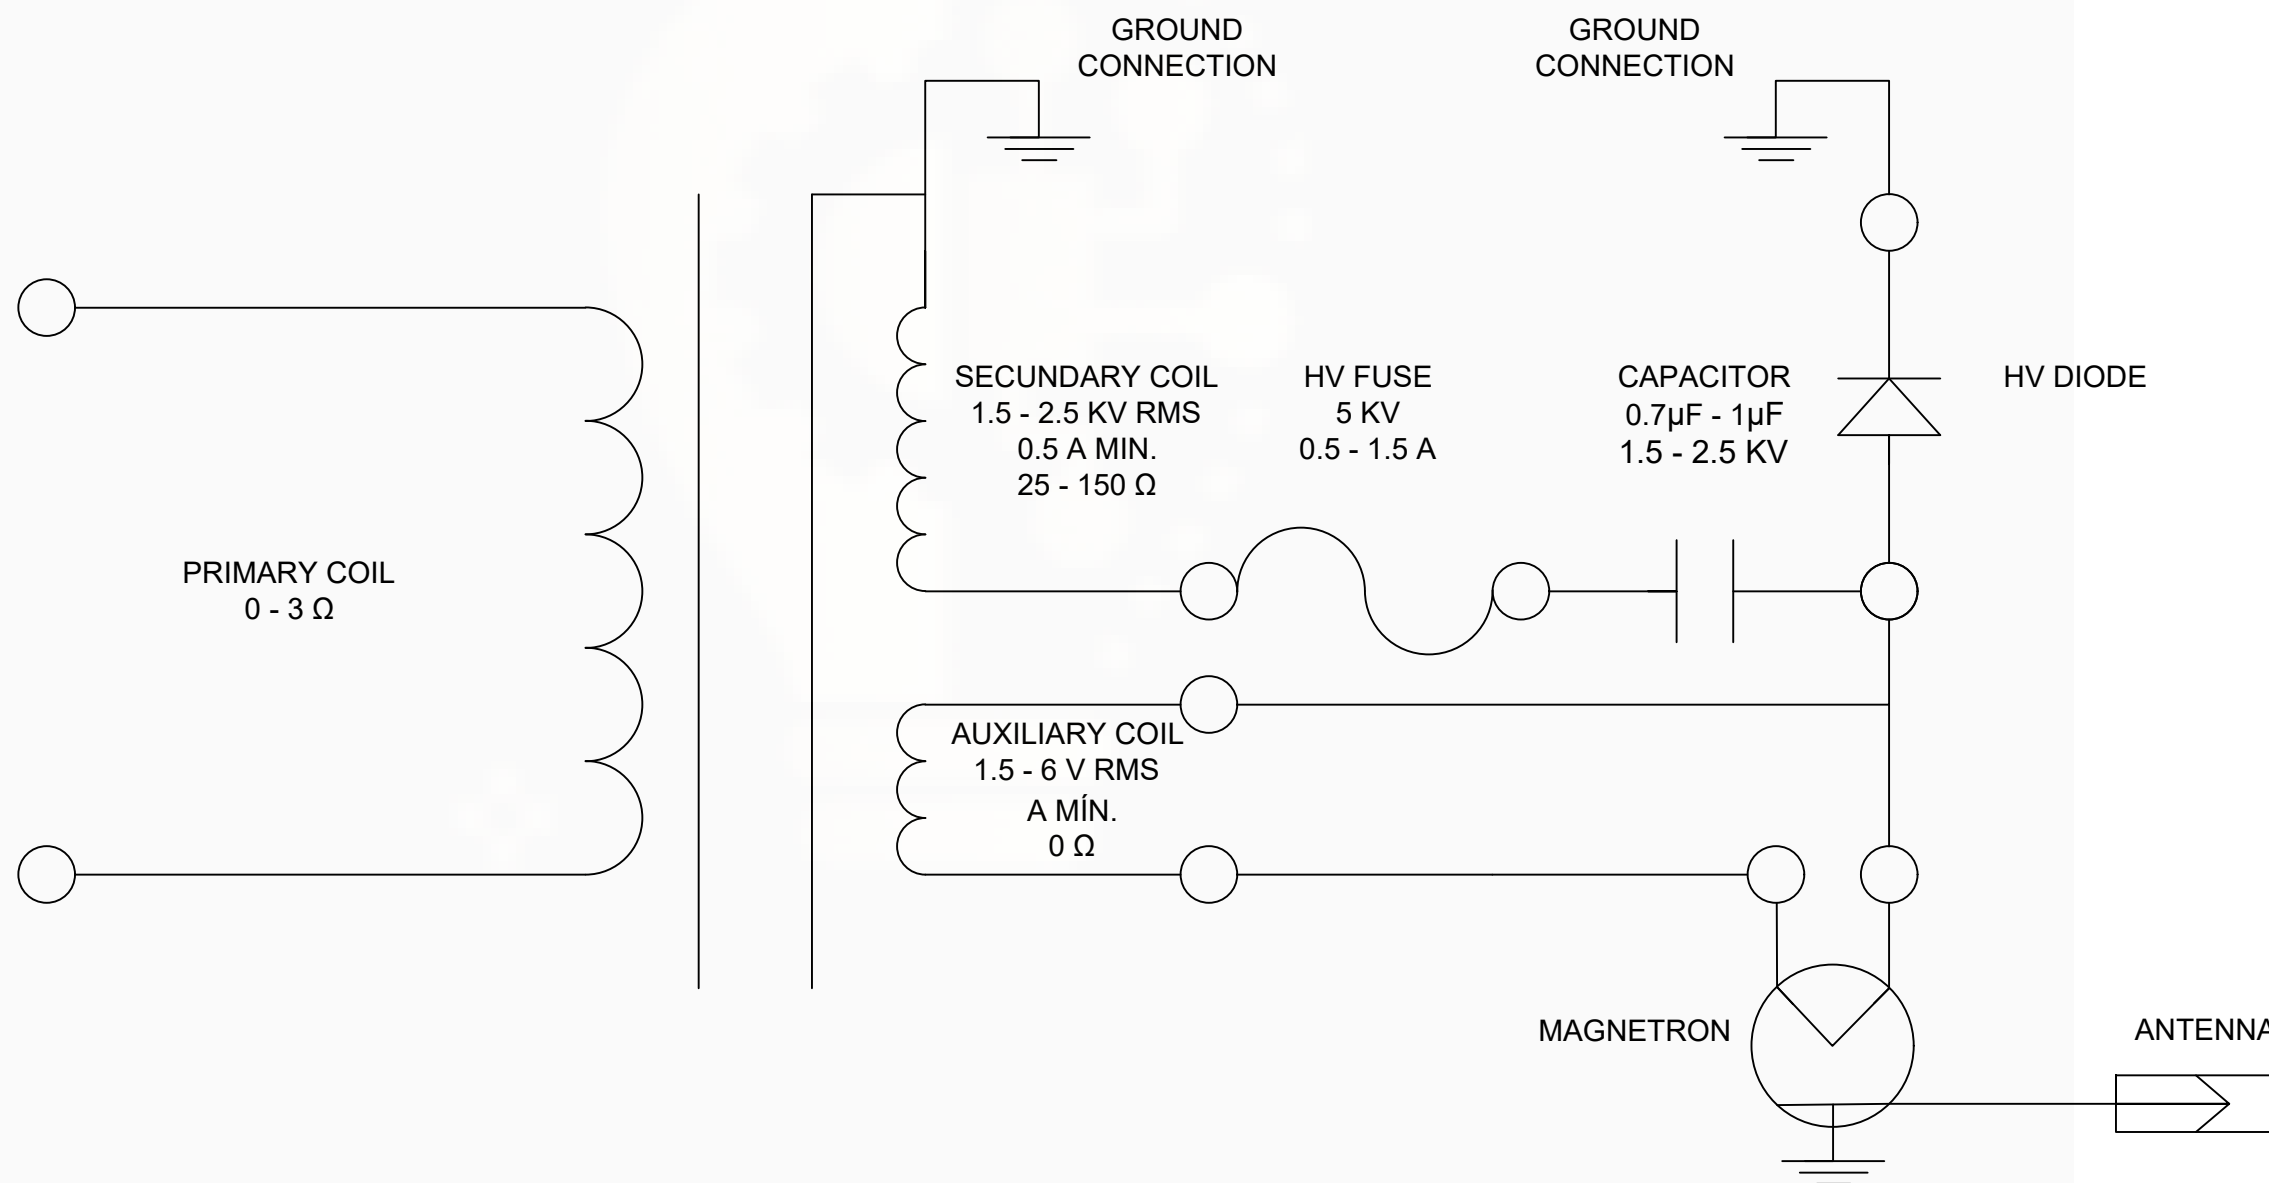 GROUND
CONNECTION
GROUND
CONNECTION
SECUNDARY COIL
1.5 - 2.5 KV RMS
0.5 A MIN.
25 - 150 Ω
HV FUSE
5 KV
0.5 - 1.5 A
CAPACITOR
0.7µF - 1µF
1.5 - 2.5 KV
HV DIODE
PRIMARY COIL
0 - 3 Ω
AUXILIARY COIL
1.5 - 6 V RMS
A MÍN.
0 Ω
MAGNETRON
ANTENNA